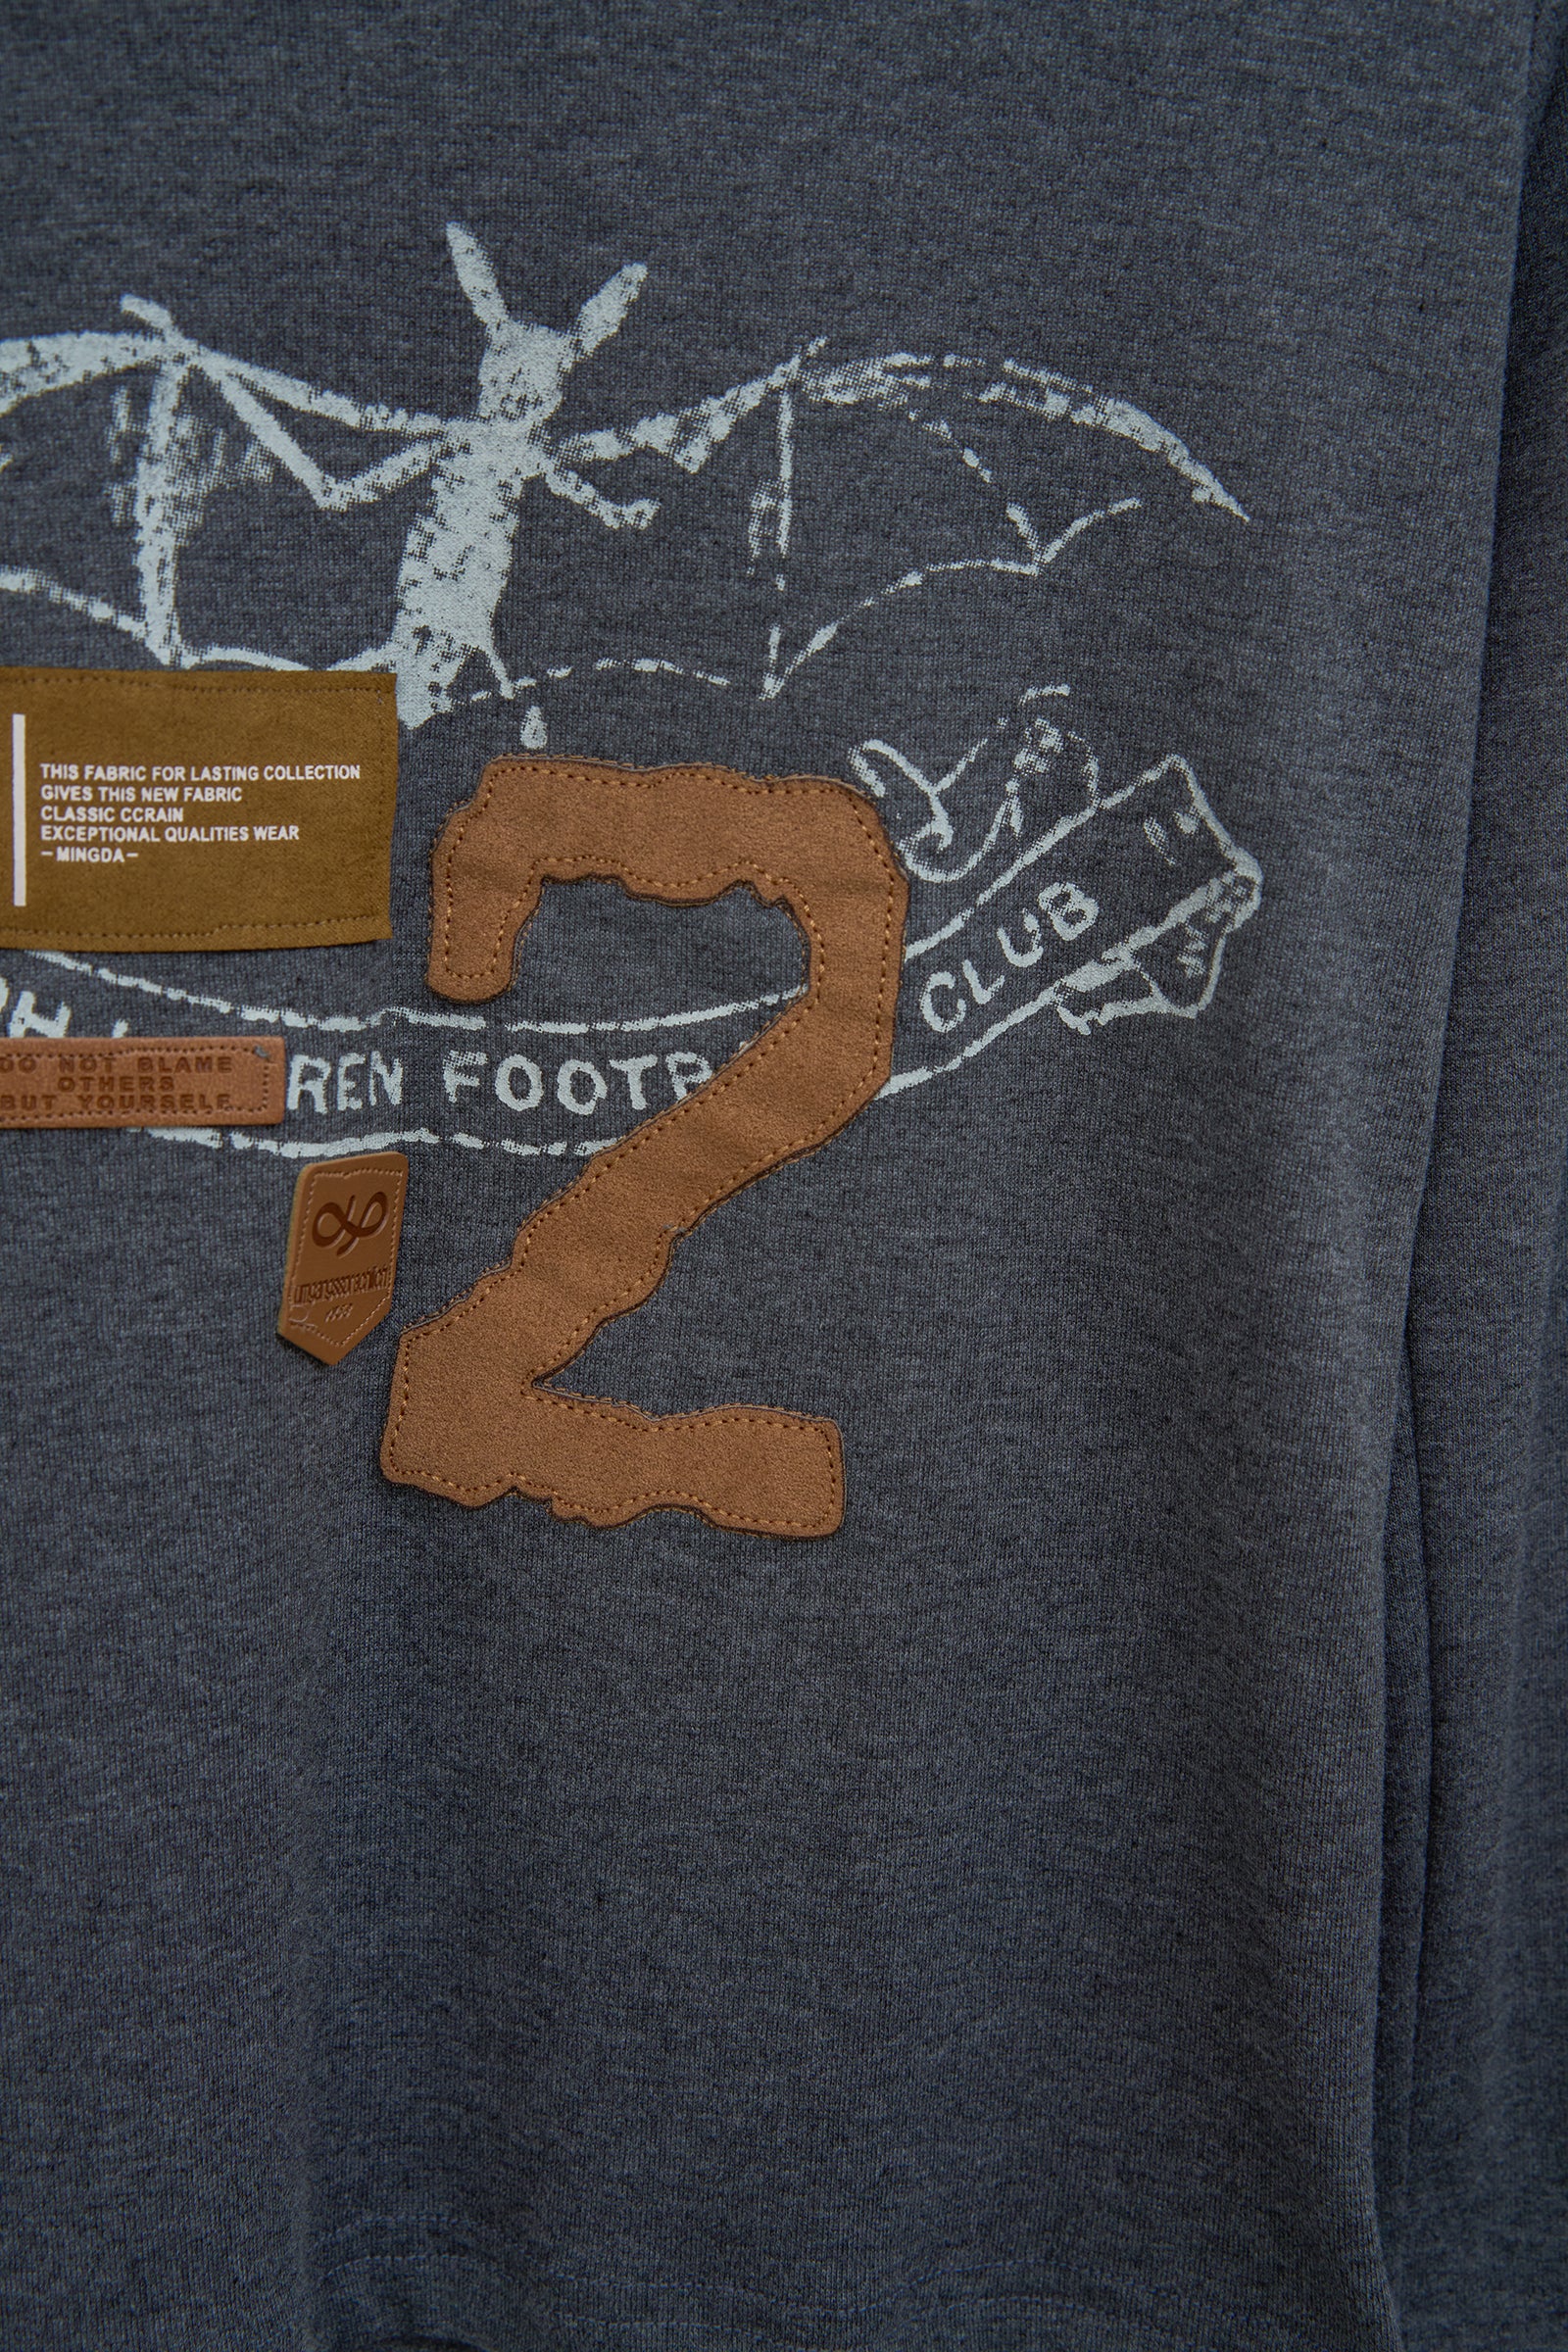 THIS FABRIC FOR LASTING COLLECTION
GIVES THIS NEW FABRIC
CLASSIC CCRAIN
EXCEPTIONAL QUALITIES WEAR
-MINGDA-
2
CLUB
REN FOOTB
DO NOT BLAME
OTHERS
BUT YOURSELF